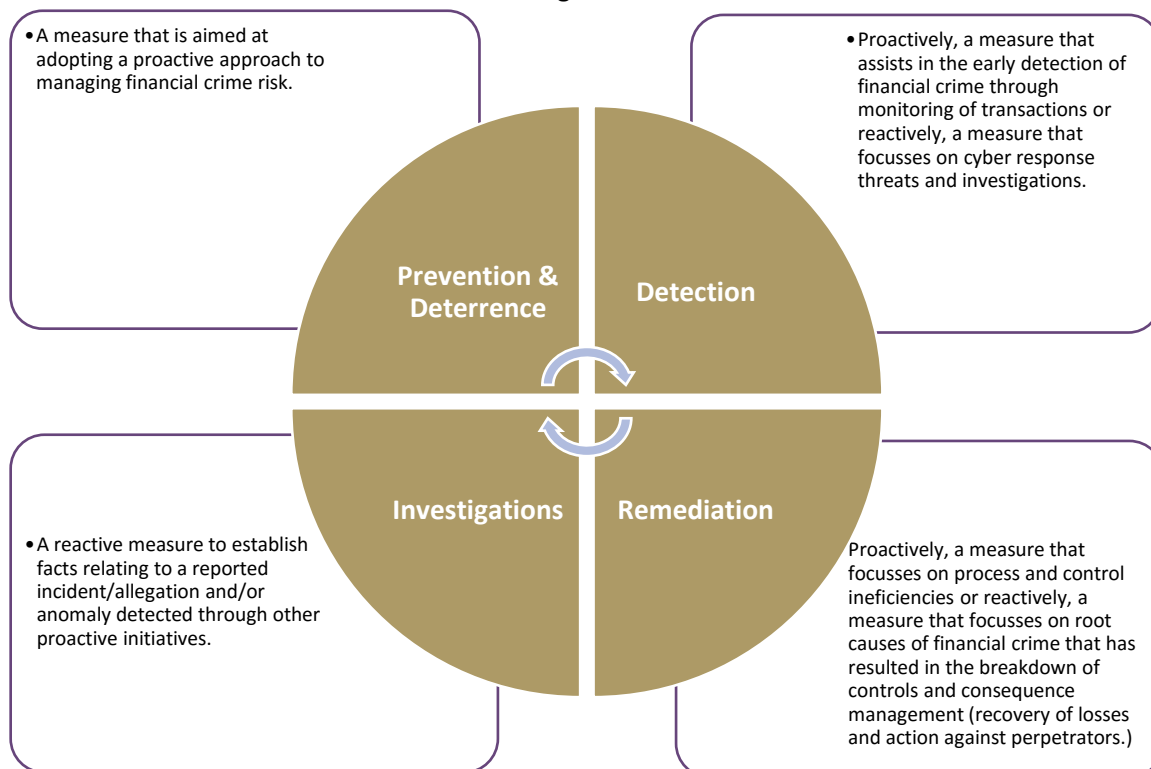 • A measure that is aimed at
adopting a proactive approach to
managing financial crime risk.
• Proactively, a measure that
assists in the early detection of
financial crime through
monitoring of transactions or
reactively, a measure that
focusses on cyber response
threats and investigations.
Prevention &
Deterrence
Detection
Investigations
Remediation
• A reactive measure to establish
facts relating to a reported
incident/allegation and/or
anomaly detected through other
proactive initiatives.
Proactively, a measure that
focusses on process and control
ineficiencies or reactively, a
measure that focusses on root
causes of financial crime that has
resulted in the breakdown of
controls and consequence
management (recovery of losses
and action against perpetrators.)